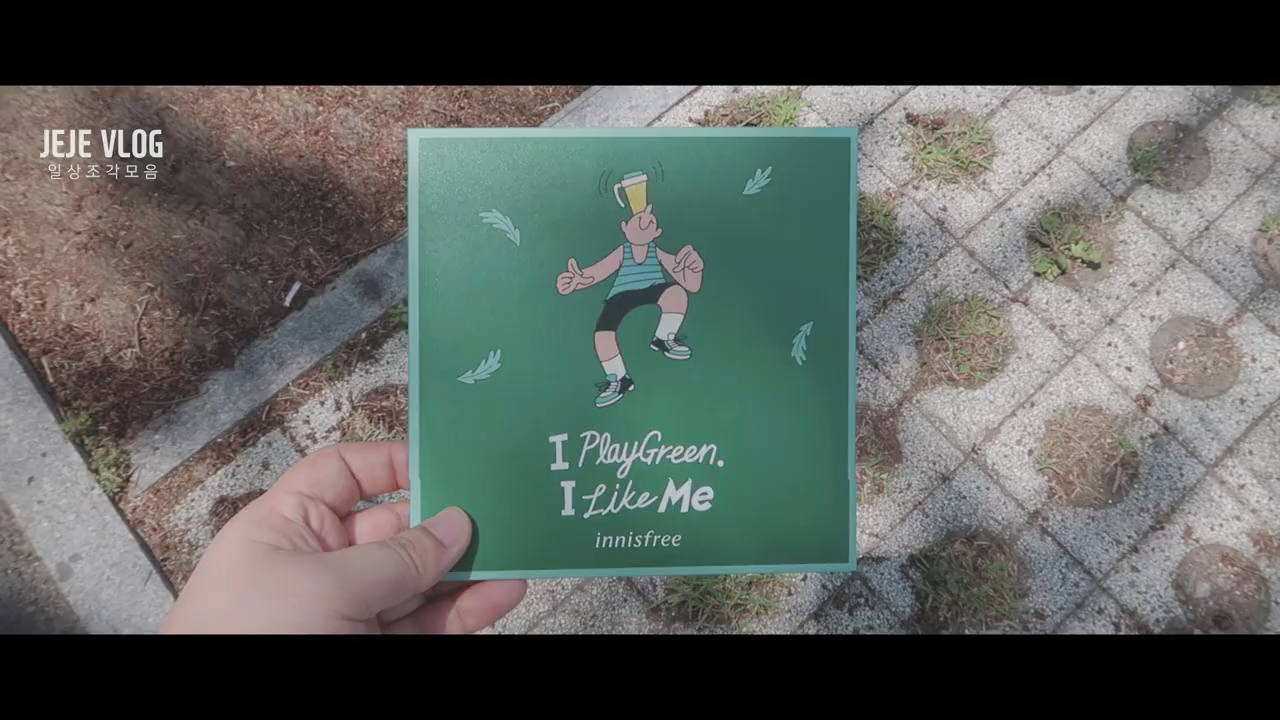 JEJE VLOG
일상조각모음
I PlayGreen.
I Like Me
innisfree